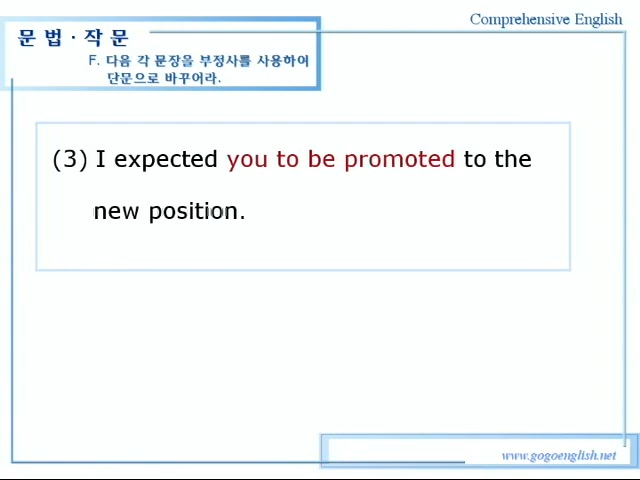 Comprehensive English
문 법 · 작 문
F. 다음 각 문장을 부정사를 사용하여
단문으로 바꾸어라.
(3) I expected you to be promoted to the
new position.
www.gogoenglish.net